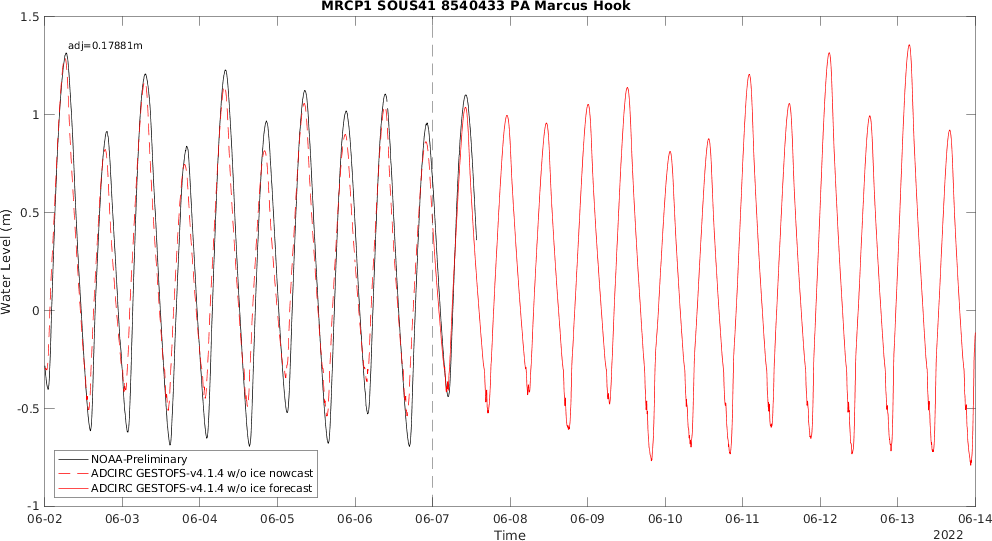 MRCP1 SOUS41 8540433 PA Marcus Hook
adj=0.17881m
1.5
1
0.5
0
-0.5
-1
Water Level (m)
NOAA-Preliminary
ADCIRC GESTOFS-v4.1.4 w/o ice nowcast
ADCIRC GESTOFS-v4.1.4 w/o ice forecast
06-02 06-03 06-04 06-05 06-06 06-07 06-08 06-09 06-10 06-11 06-12 06-13 06-14
Time
2022